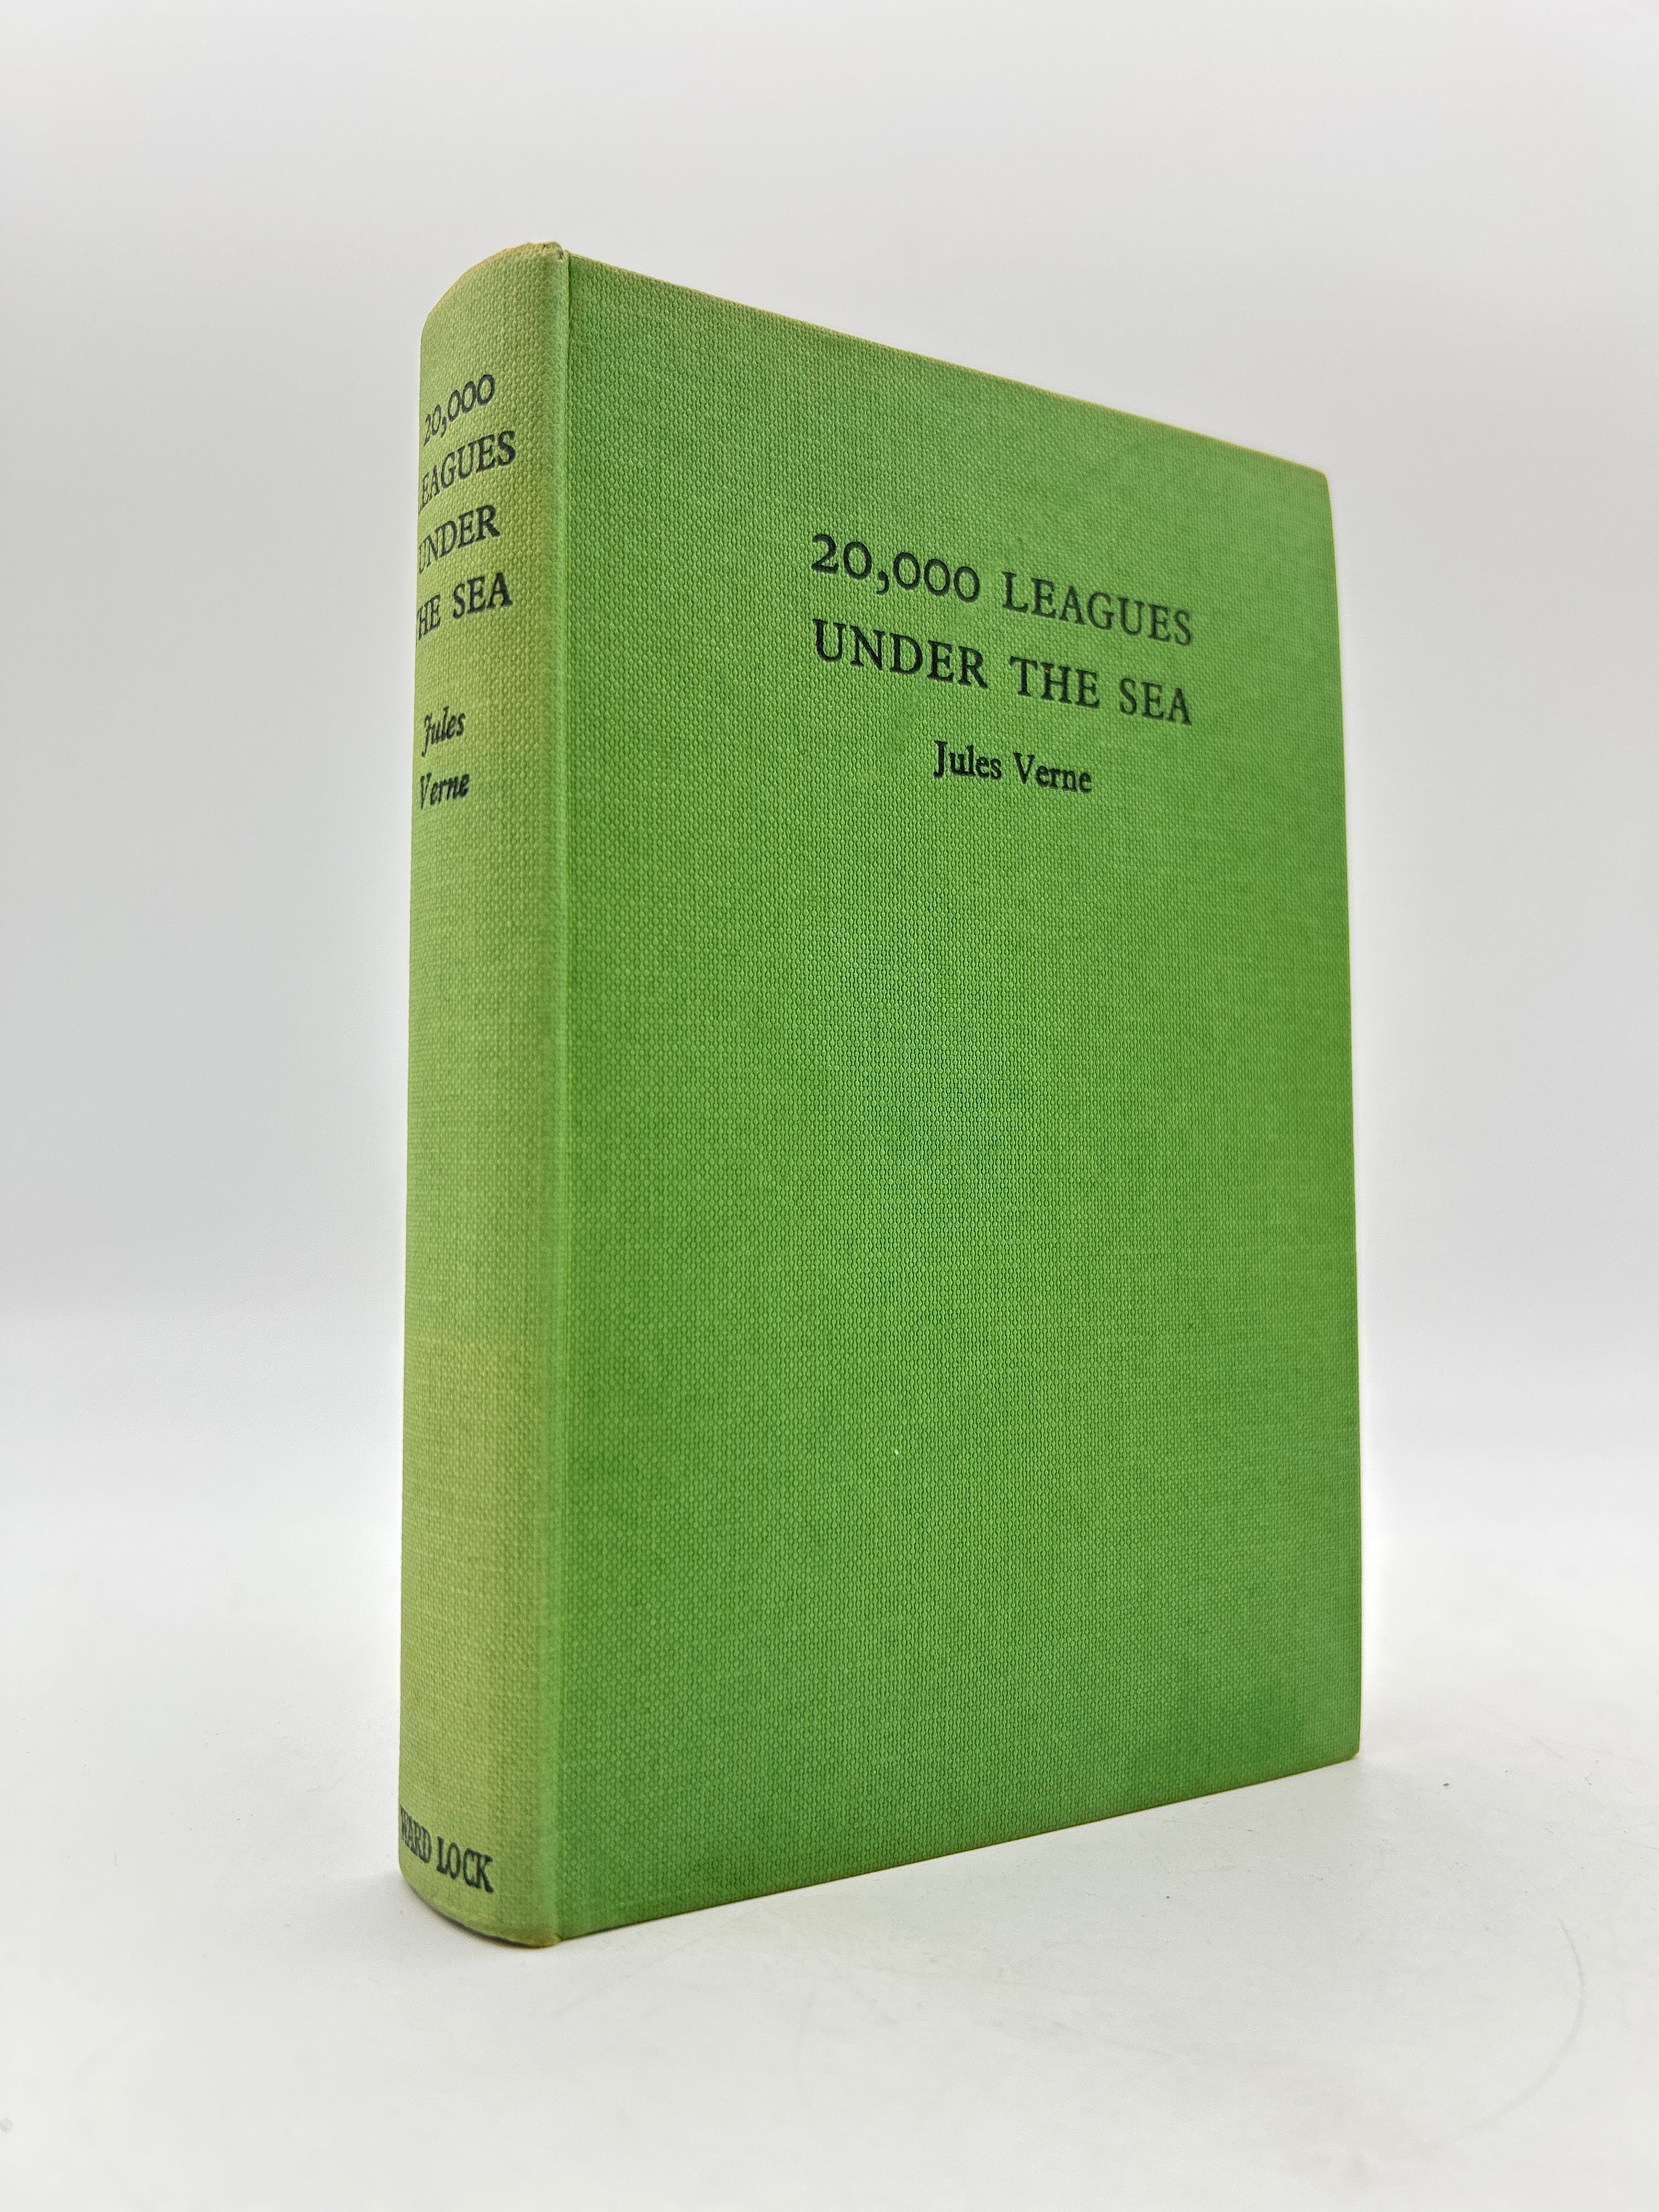 20,000
LEAGUES
UNDER
THE SEA
Jules
Verne
WARD LOCK
20,000 LEAGUES
UNDER THE SEA
Jules Verne